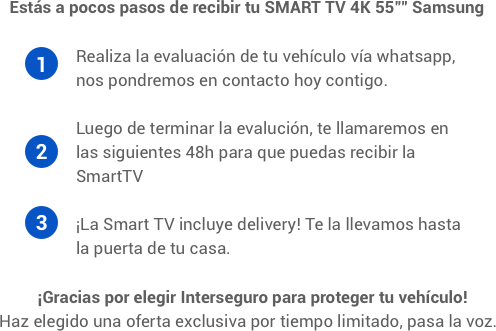 Estás a pocos pasos de recibir tu SMART TV 4K 55"" Samsung
1
Realiza la evaluación de tu vehículo vía whatsapp,
nos pondremos en contacto hoy contigo.
2
Luego de terminar la evalución, te llamaremos en
las siguientes 48h para que puedas recibir la
SmartTV
3
¡La Smart TV incluye delivery! Te la llevamos hasta
la puerta de tu casa.
¡Gracias por elegir Interseguro para proteger tu vehículo!
Haz elegido una oferta exclusiva por tiempo limitado, pasa la voz.